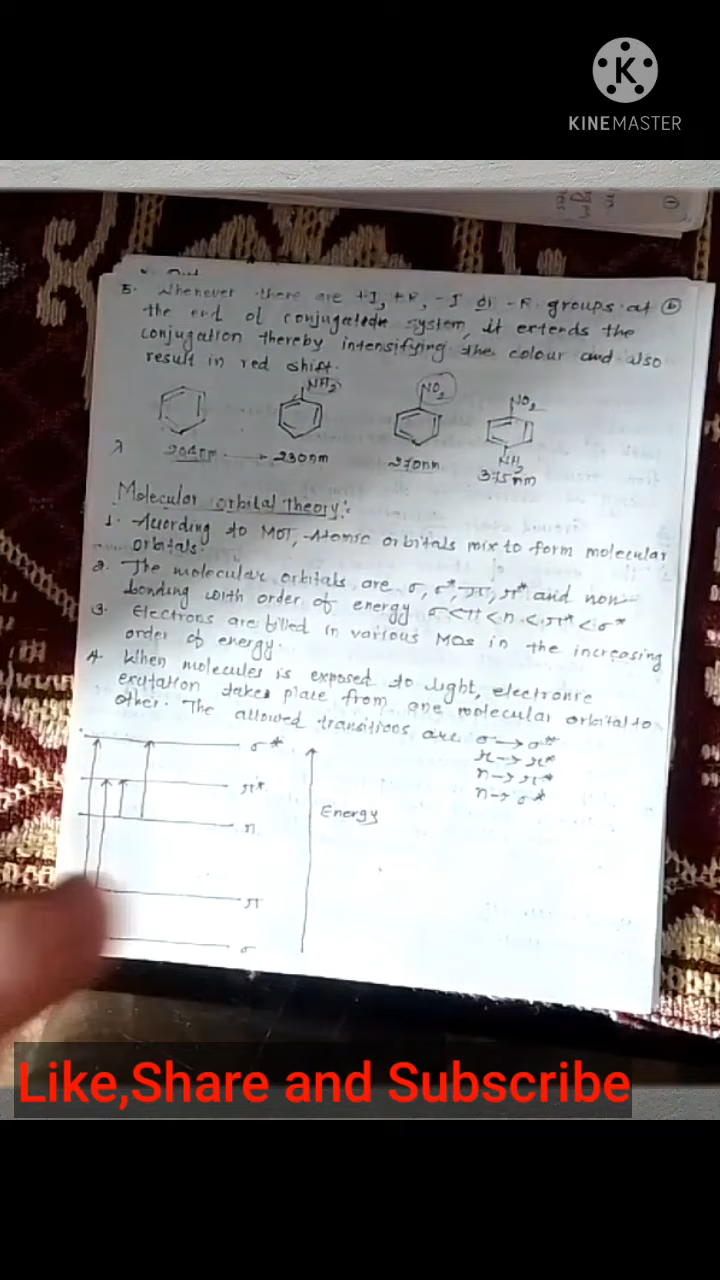 KINEMASTER
5. Whenever there are +I, +R, -I or -R groups at
the end of conjugation system, it extends the
conjugation thereby intensifying the colour and also
result in red shift.
NH2 NO2 NO2
NH2
λ 204nm → 230nm 270nm 375nm
Molecular orbital Theory:
1. According to MOT, Atomic orbitals mix to form molecular
orbitals.
2. The molecular orbitals are σ, σ*, π, π* and non-
bonding with order of energy σ<π<n<π*<σ*
3. Electrons are filled in various MOs in the increasing
order of energy.
4. When molecules is exposed to light, electronic
exitation takes place from one molecular orbital to
other. The allowed transitions are σ→σ*
π→π*
n→π*
n→σ*
σ*
π*
Energy
n
π
σ
Like,Share and Subscribe